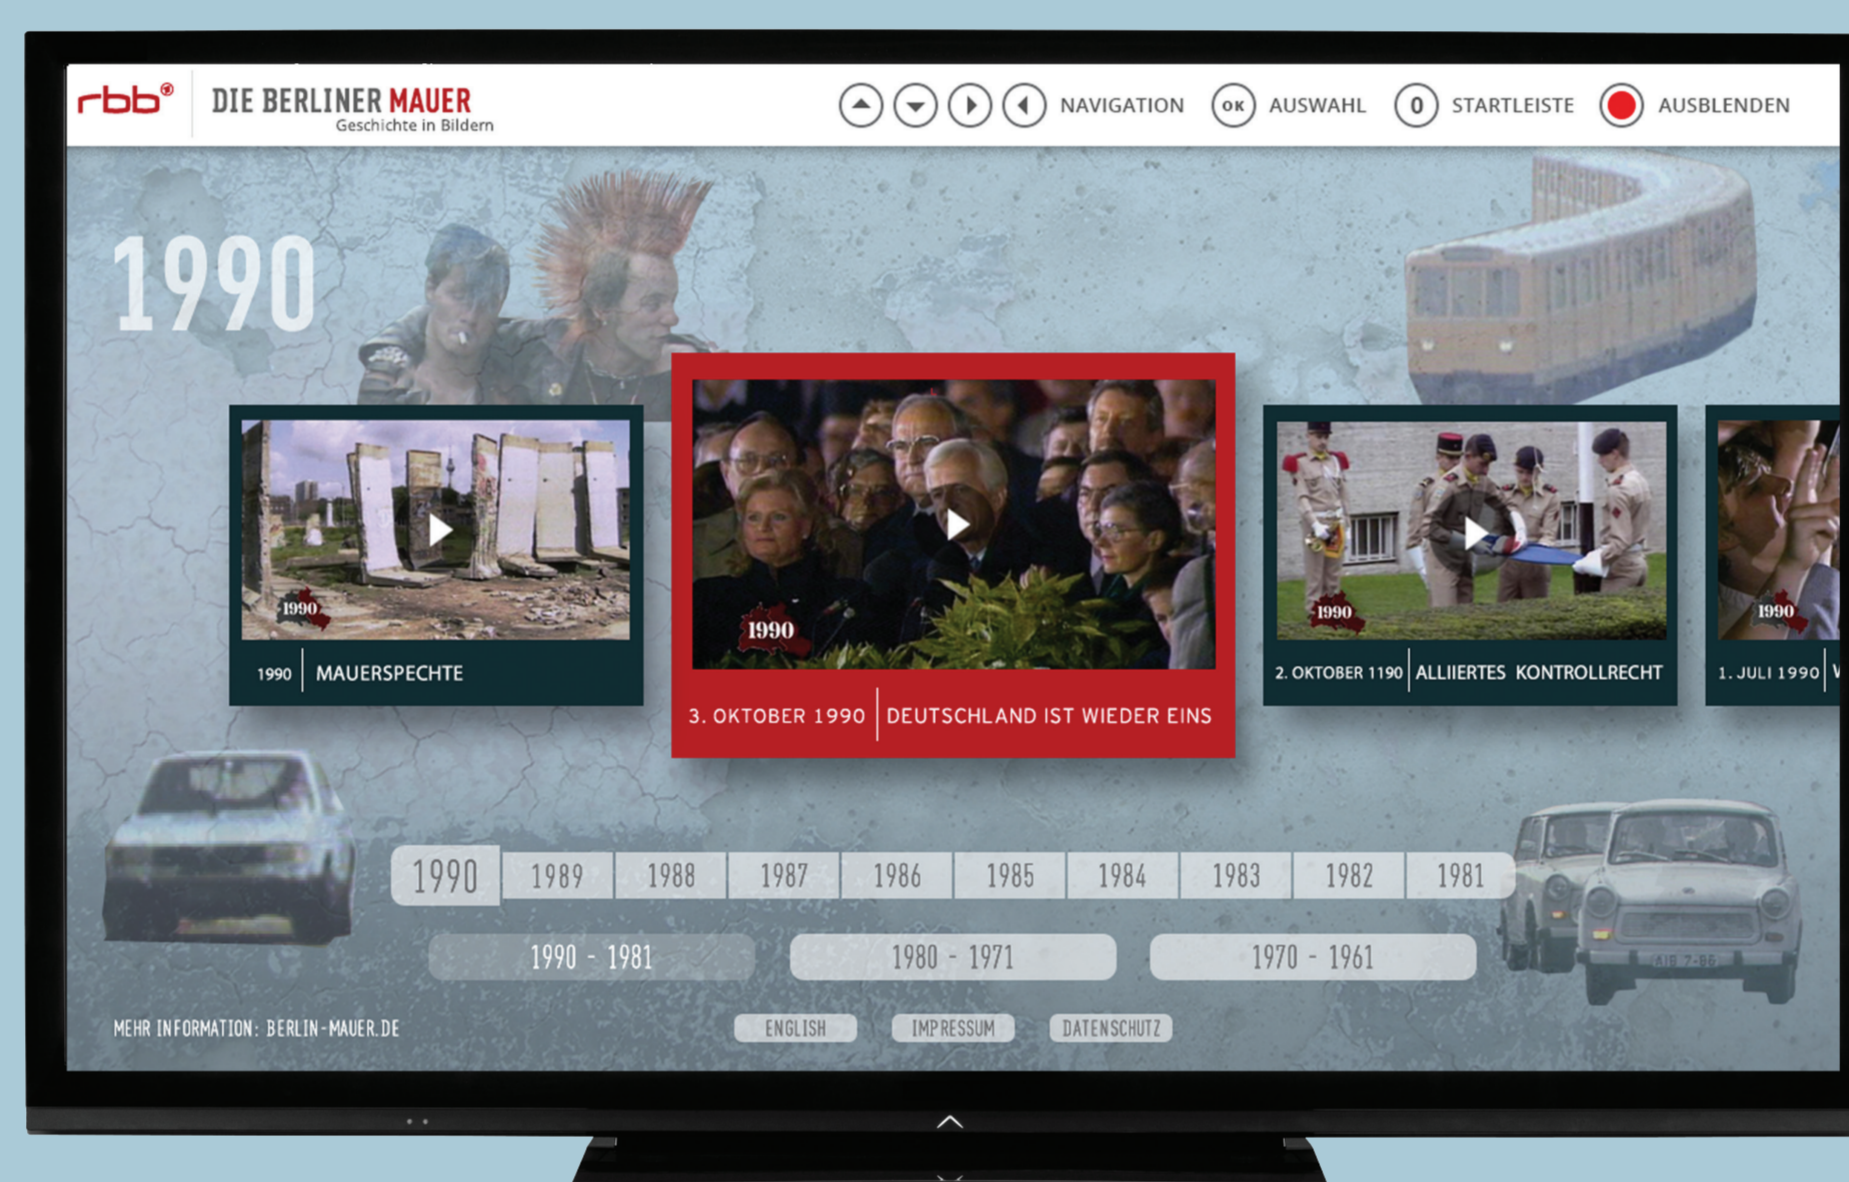 rbb
DIE BERLINER MAUER
Geschichte in Bildern
NAVIGATION
OK AUSWAHL
0 STARTLEISTE
AUSBLENDEN
1990
1990
1990 MAUERSPECHTE
1990
3. OKTOBER 1990 DEUTSCHLAND IST WIEDER EINS
1990
2. OKTOBER 1190 ALLIIERTES KONTROLLRECHT
1990
1. JULI 1990
1990 1989 1988 1987 1986 1985 1984 1983 1982 1981
1990 - 1981 1980 - 1971 1970 - 1961
AIB 7-86
MEHR INFORMATION: BERLIN-MAUER.DE
ENGLISH IMPRESSUM DATENSCHUTZ